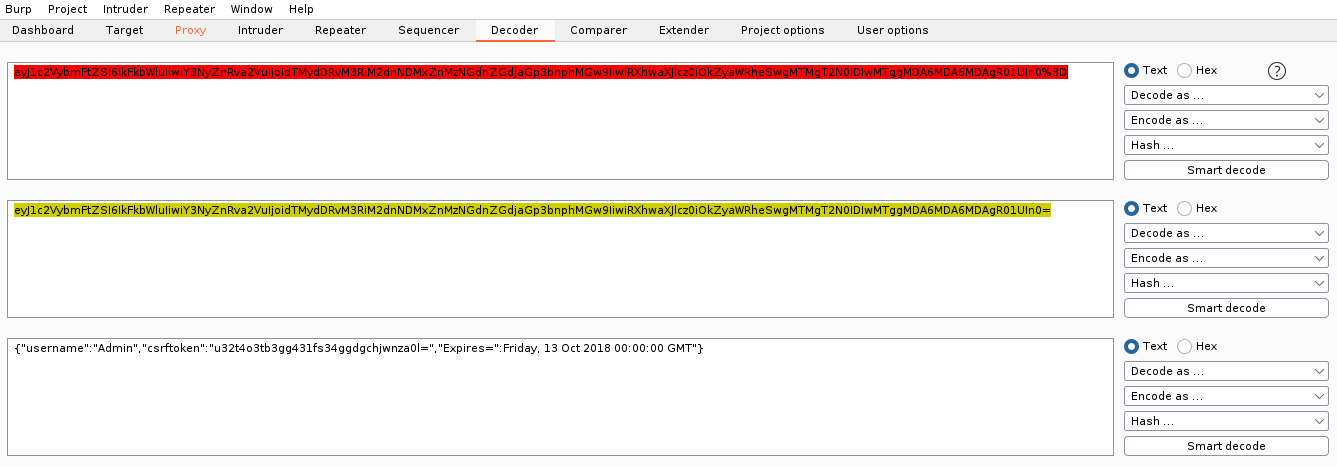 Burp Project Intruder Repeater Window Help
Dashboard Target Proxy Intruder Repeater Sequencer Decoder Comparer Extender Project options User options
eyJ1c2VybmFtZSI6IkFkbWluIiwiY3NyZnRva2VuIjoidTMydDRvM3RiM2dnNDMxZnMzNGdnZGdjaGp3bnphMGw9IiwiRXhwaXJlcz0iOkZyaWRheSwgMTMgT2N0IDIwMTggMDA6MDA6MDAgR01UIn0%3D
Text Hex ?
Decode as ...
Encode as ...
Hash ...
Smart decode
eyJ1c2VybmFtZSI6IkFkbWluIiwiY3NyZnRva2VuIjoidTMydDRvM3RiM2dnNDMxZnMzNGdnZGdjaGp3bnphMGw9IiwiRXhwaXJlcz0iOkZyaWRheSwgMTMgT2N0IDIwMTggMDA6MDA6MDAgR01UIn0=
Text Hex
Decode as ...
Encode as ...
Hash ...
Smart decode
{"username":"Admin","csrftoken":"u32t4o3tb3gg431fs34ggdgchjwnza0l=","Expires=":Friday, 13 Oct 2018 00:00:00 GMT"}
Text Hex
Decode as ...
Encode as ...
Hash ...
Smart decode